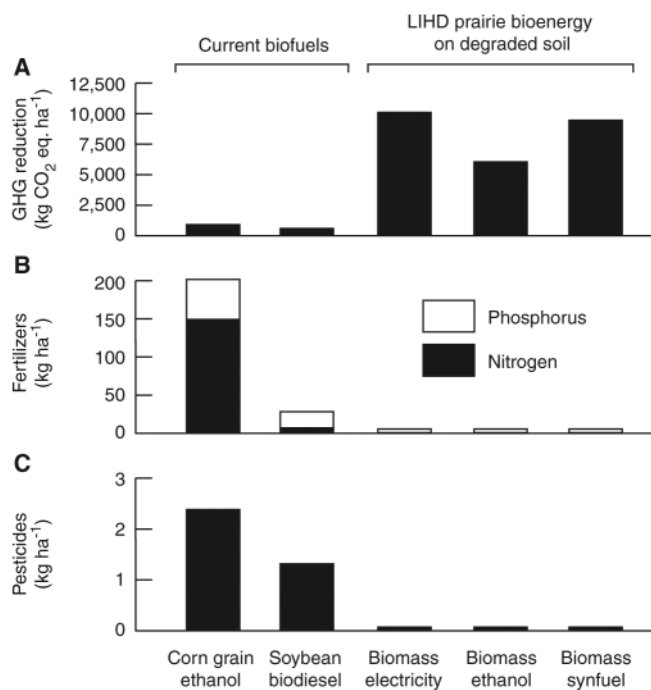 Current biofuels
LIHD prairie bioenergy
on degraded soil
A
GHG reduction
(kg CO₂ eq. ha⁻¹)
12,500
10,000
7,500
5,000
2,500
0
B
Fertilizers
(kg ha⁻¹)
200
150
100
50
0
Phosphorus
Nitrogen
C
Pesticides
(kg ha⁻¹)
3
2
1
0
Corn grain
ethanol
Soybean
biodiesel
Biomass
electricity
Biomass
ethanol
Biomass
synfuel